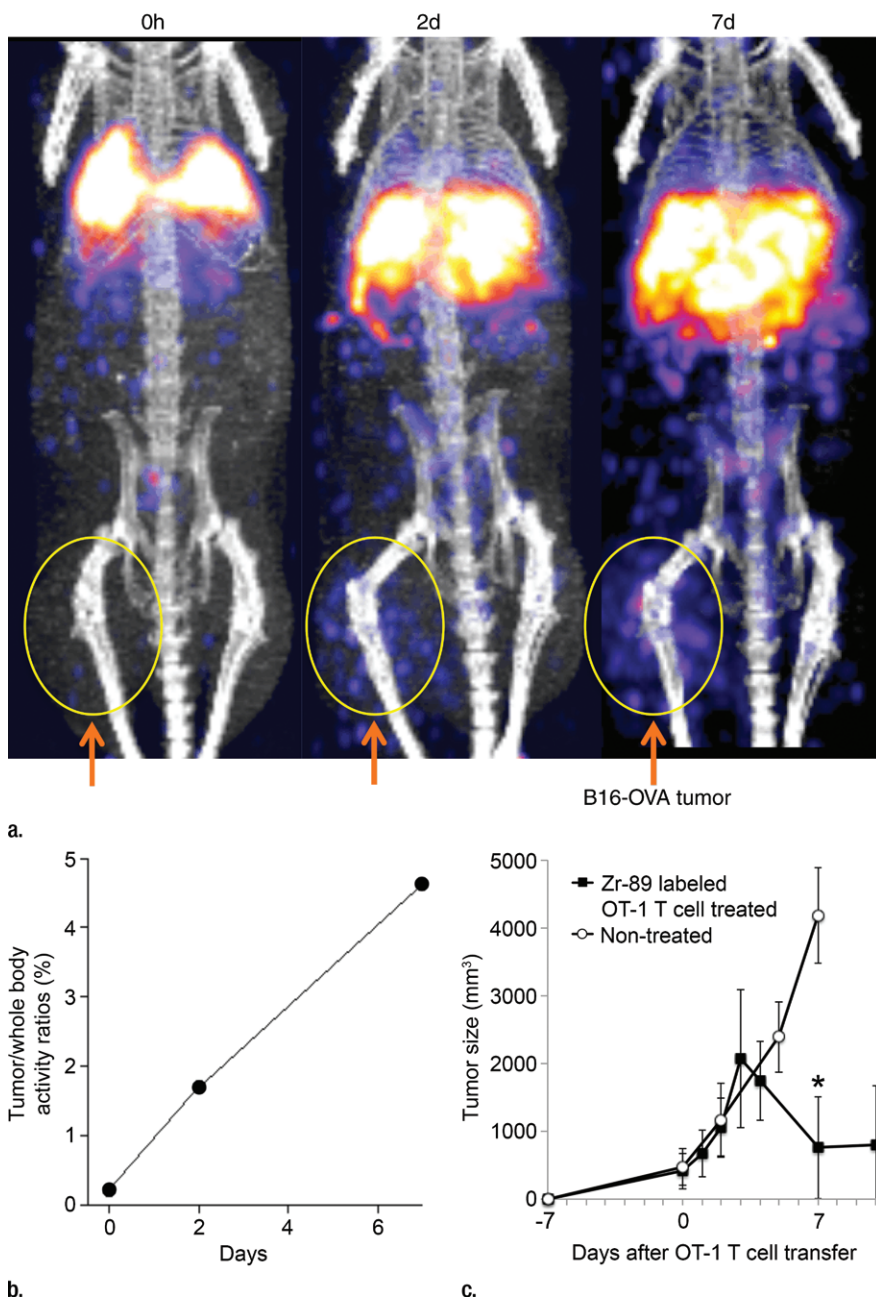 0h 2d 7d
B16-OVA tumor
a.
5
4
3
2
1
0
0 2 4 6
Tumor/whole body
activity ratios (%)
Days
b.
5000
4000
3000
2000
1000
0
-7 0 7
Tumor size (mm³)
Zr-89 labeled
OT-1 T cell treated
Non-treated
*
Days after OT-1 T cell transfer
c.